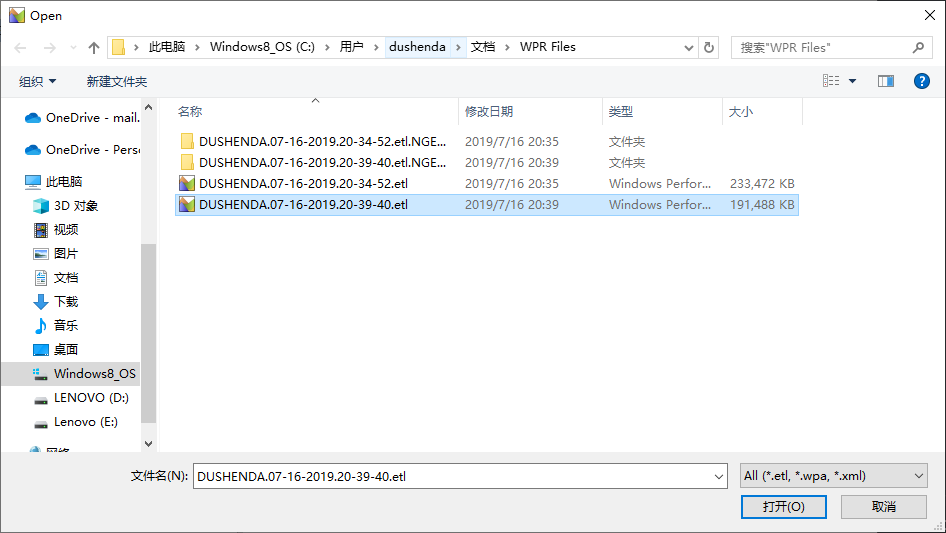 Open
此电脑 › Windows8_OS (C:) › 用户 › dushenda › 文档 › WPR Files
搜索"WPR Files"
组织 新建文件夹
名称 修改日期 类型 大小
DUSHENDA.07-16-2019.20-34-52.etl.NGE... 2019/7/16 20:35 文件夹
DUSHENDA.07-16-2019.20-39-40.etl.NGE... 2019/7/16 20:39 文件夹
DUSHENDA.07-16-2019.20-34-52.etl 2019/7/16 20:35 Windows Perfor... 233,472 KB
DUSHENDA.07-16-2019.20-39-40.etl 2019/7/16 20:39 Windows Perfor... 191,488 KB
OneDrive - mail.
OneDrive - Perso
此电脑
3D 对象
视频
图片
文档
下载
音乐
桌面
Windows8_OS
LENOVO (D:)
Lenovo (E:)
网络
文件名(N): DUSHENDA.07-16-2019.20-39-40.etl All (*.etl, *.wpa, *.xml)
打开(O) 取消